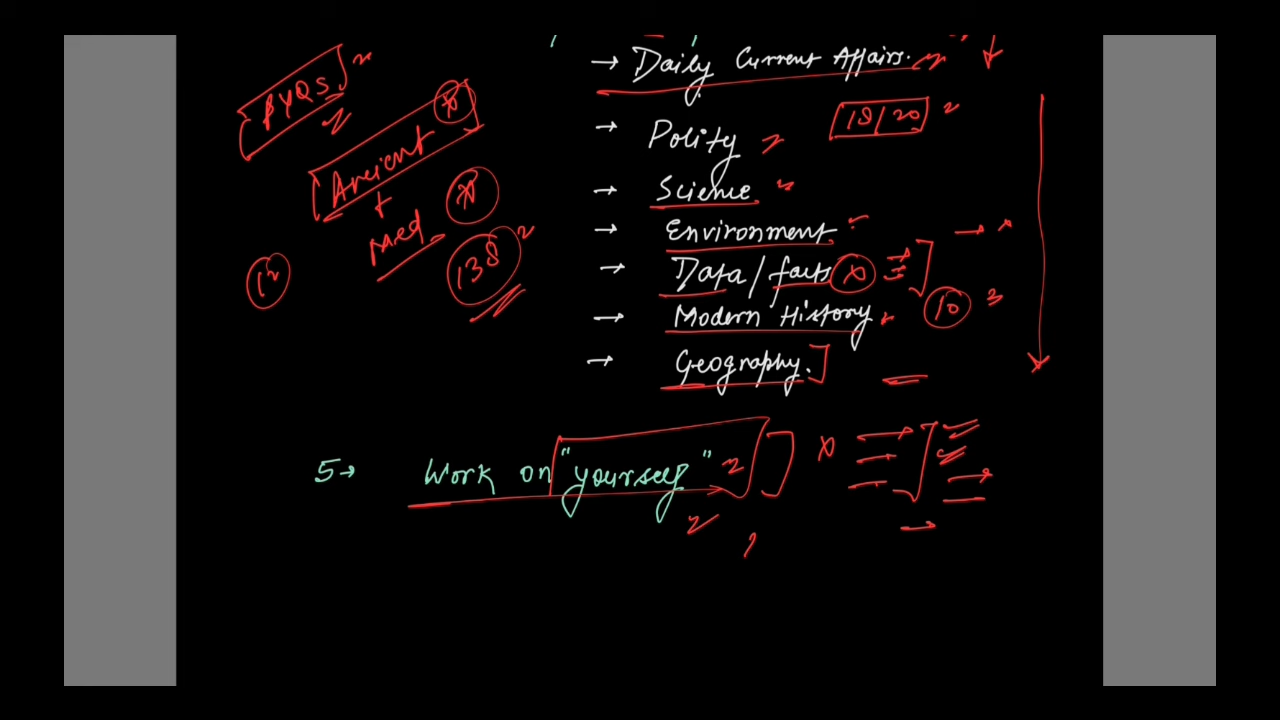 → Daily Current Affairs.
PYQS
18/20
→ Polity
Ancient
+
Med.
→ Science
→ Environment
138
→ Data/facts
10
→ Modern History
→ Geography.
5→ Work on "yourself"